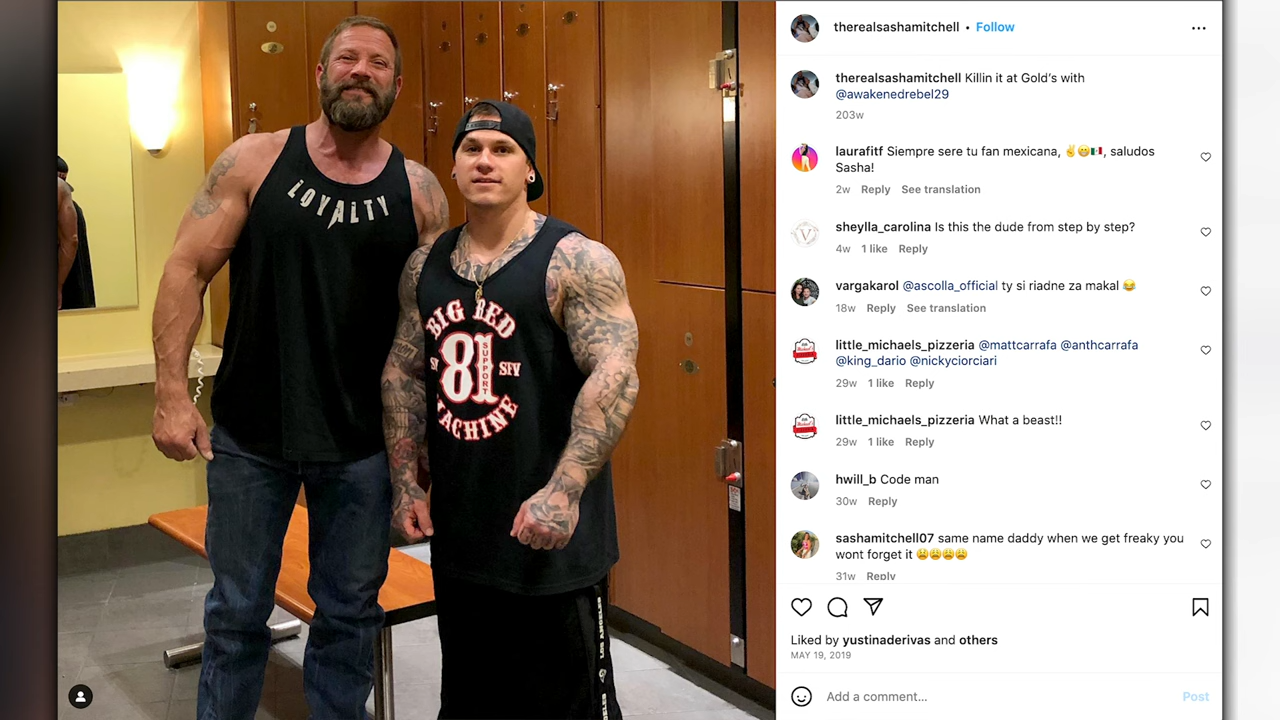 LOYALTY
BIG RED
81
SUPPORT
SFV
MACHINE
LOS ANGELES
LOS ANGELES
therealsashamitchell • Follow
therealsashamitchell Killin it at Gold's with
@awakenedrebel29
203w
laurafitf Siempre sere tu fan mexicana, ✌️😁🇲🇽, saludos
Sasha!
2w Reply See translation
sheylla_carolina Is this the dude from step by step?
4w 1 like Reply
vargakarol @ascolla_official ty si riadne za makal 😂
18w Reply See translation
little_michaels_pizzeria @mattcarrafa @anthcarrafa
@king_dario @nickyciorciari
29w 1 like Reply
little_michaels_pizzeria What a beast!!
29w 1 like Reply
hwill_b Code man
30w Reply
sashamitchell07 same name daddy when we get freaky you
wont forget it 😩😩😩😩
31w Reply
Liked by yustinaderivas and others
MAY 19, 2019
Add a comment... Post